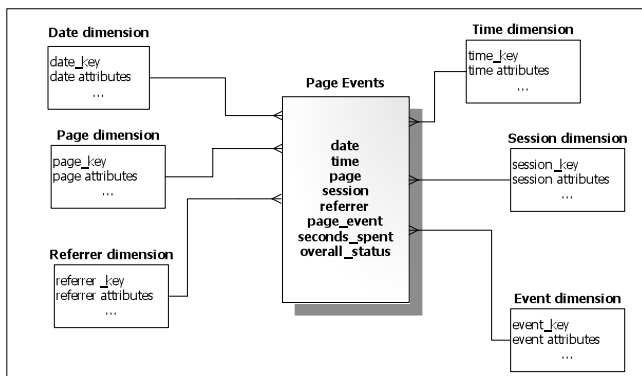 Date dimension
date_key
date attributes
...
Page dimension
page_key
page attributes
...
Referrer dimension
referrer _key
referrer attributes
...
Page Events
date
time
page
session
referrer
page_event
seconds_spent
overall_status
Time dimension
time_key
time attributes
...
Session dimension
session_key
session attributes
...
Event dimension
event_key
event attributes
...